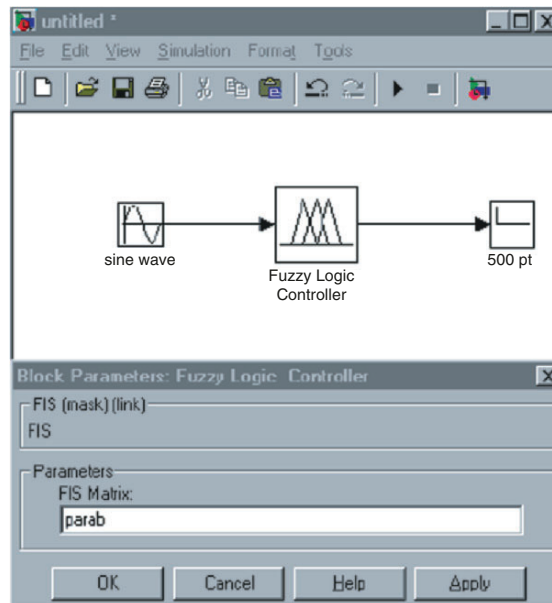 untitled *
File Edit View Simulation Format Tools
sine wave
Fuzzy Logic
Controller
500 pt
Block Parameters: Fuzzy Logic Controller
FIS (mask) (link)
FIS
Parameters
FIS Matrix:
parab
OK Cancel Help Apply